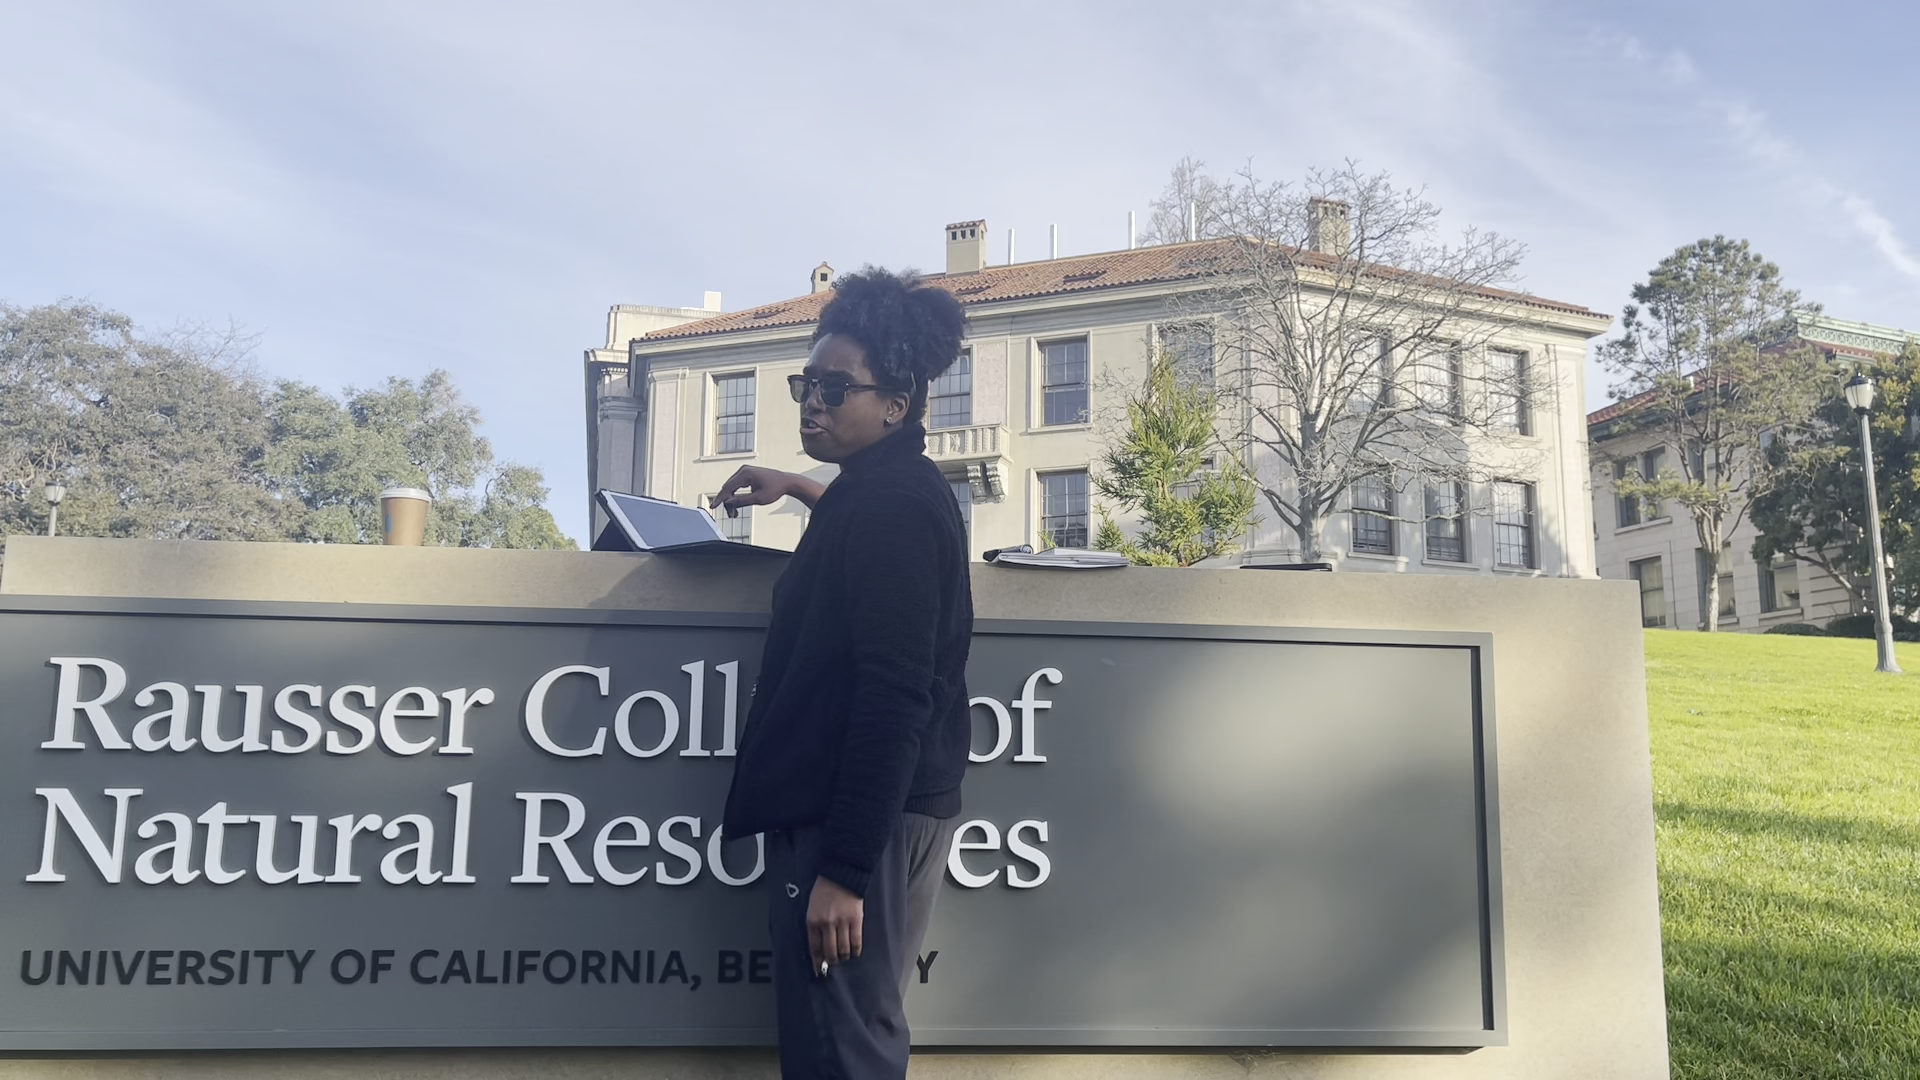 Rausser Coll of
Natural Reso es
UNIVERSITY OF CALIFORNIA, BE Y